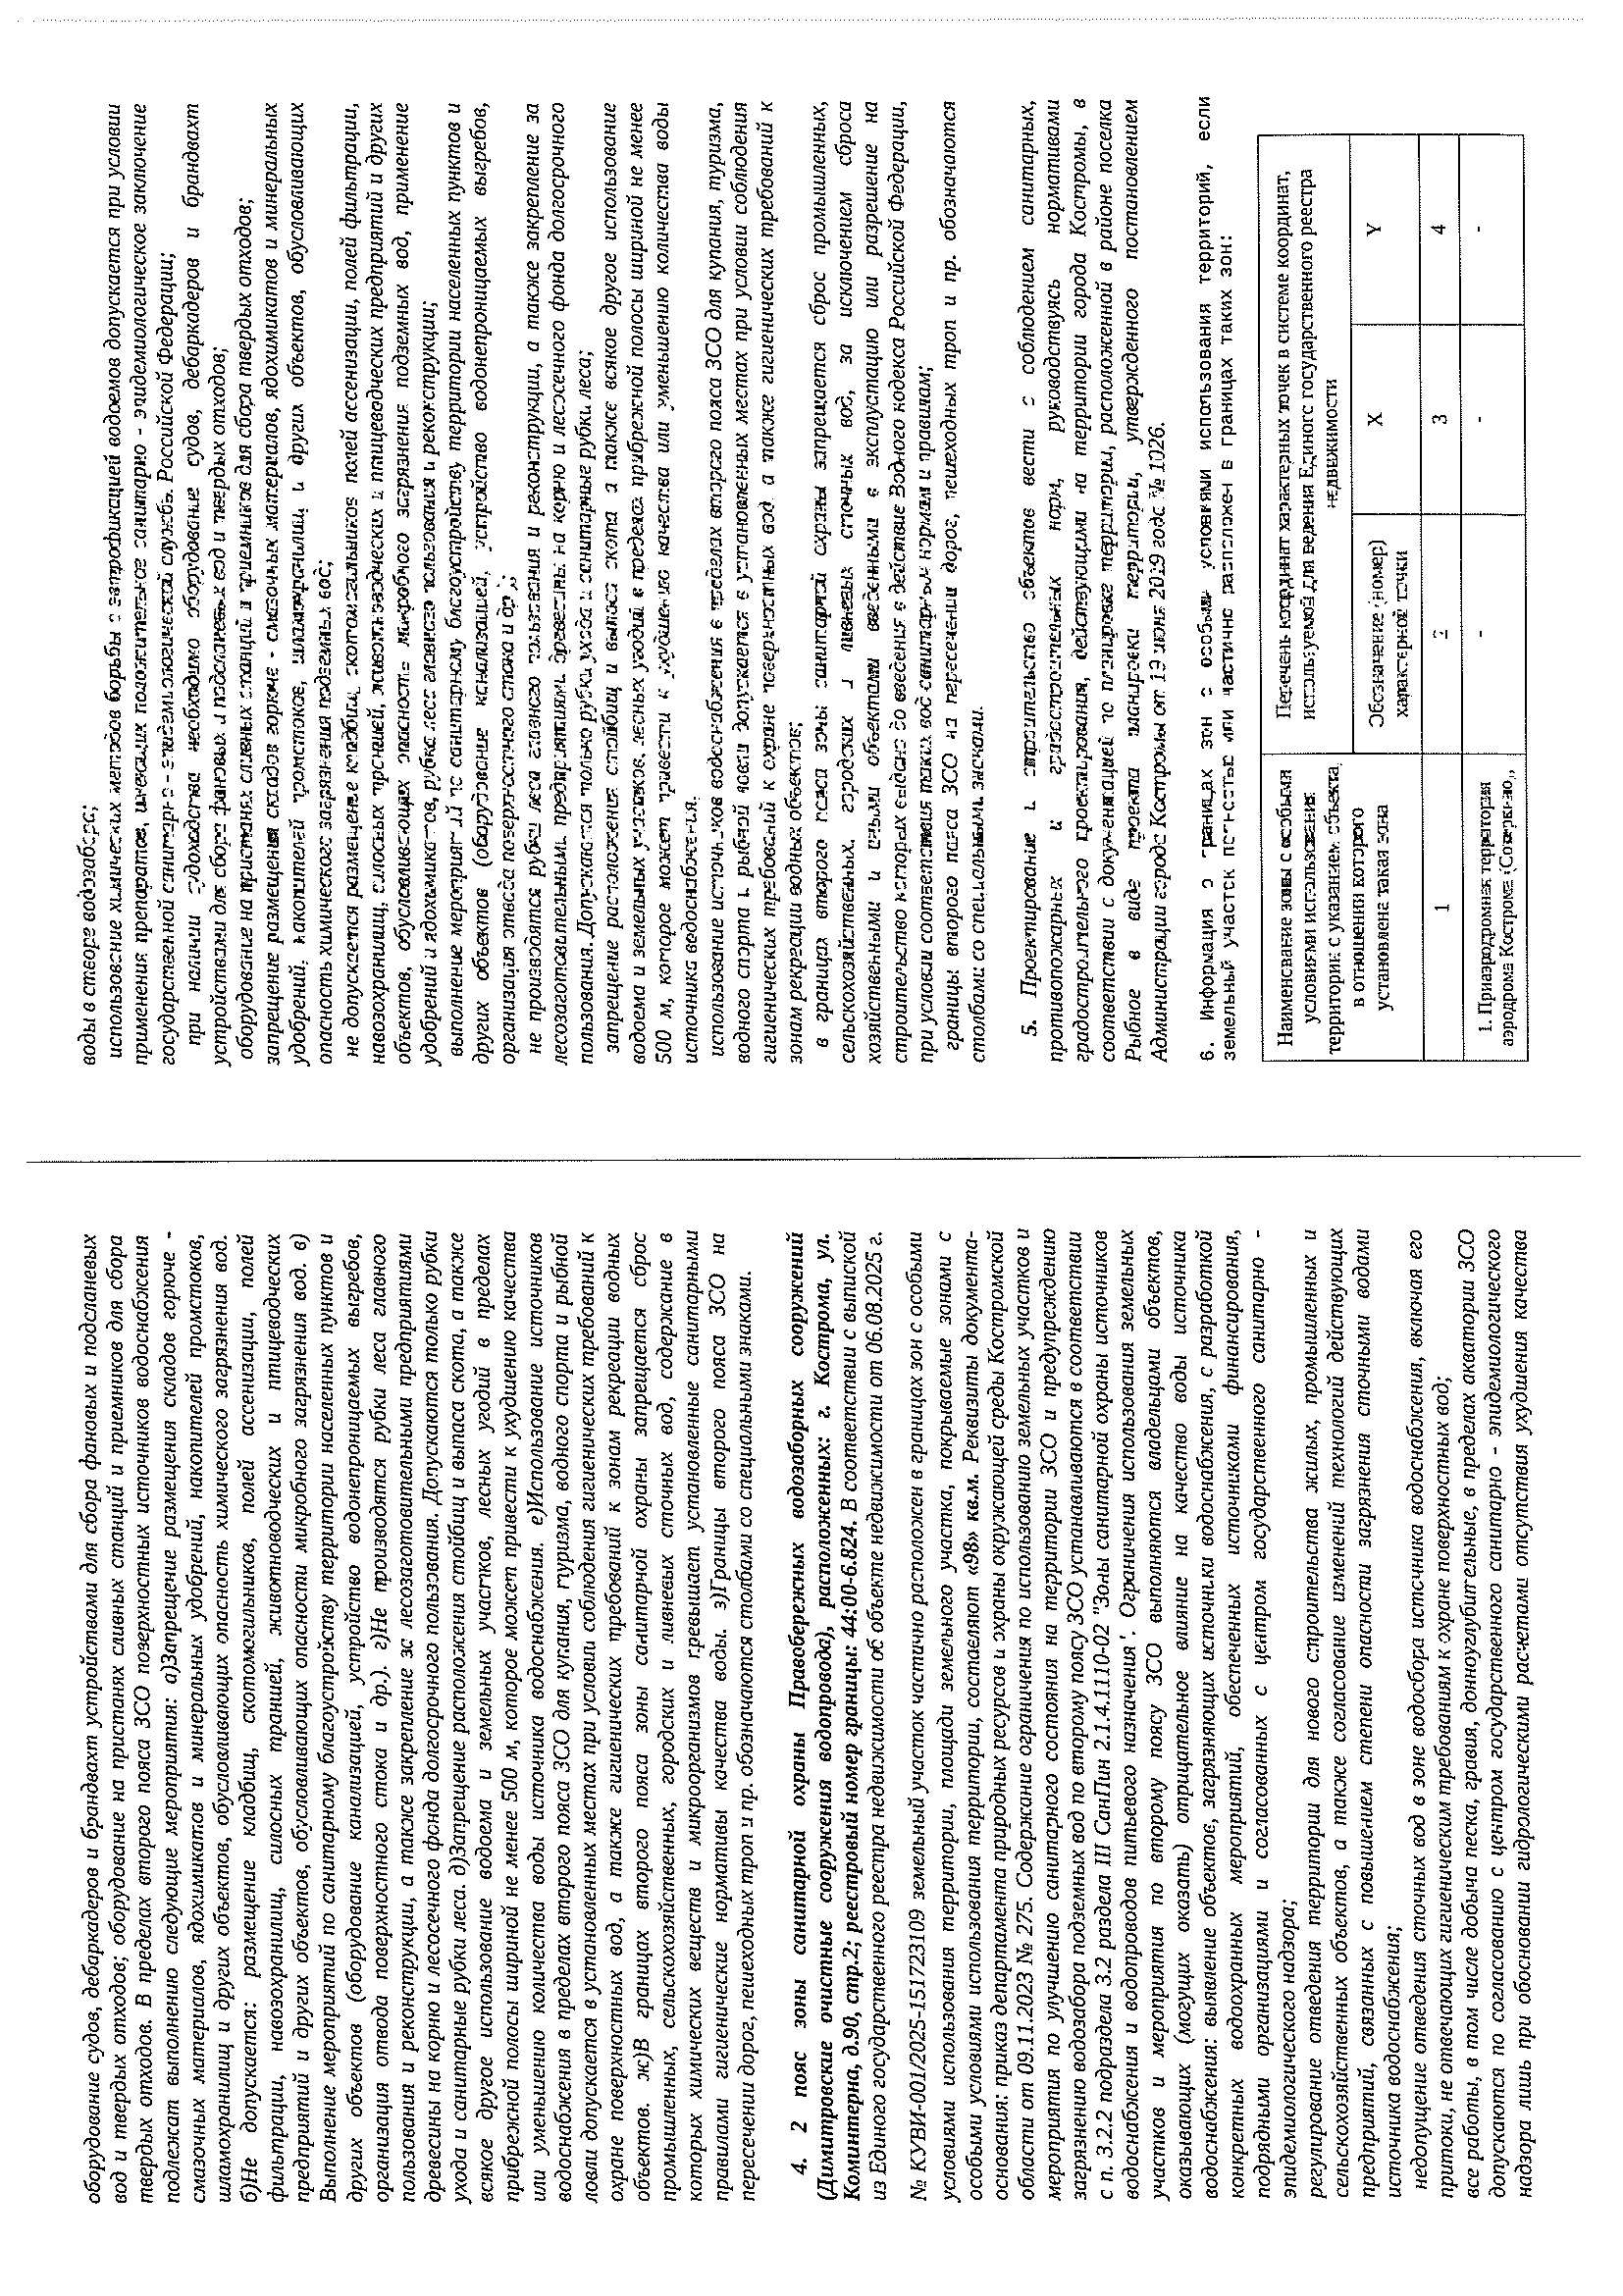 оборудование судов, дебаркадеров и брандвахт устройствами для сбора фановых и подсланевых
вод и твердых отходов; оборудование на пристанях сливных станций и приемников для сбора
твердых отходов. В пределах второго пояса ЗСО поверхностных источников водоснабжения
подлежат выполнению следующие мероприятия: а)Запрещение размещения складов горюче -
смазочных материалов, ядохимикатов и минеральных удобрений, накопителей промстоков,
шламохранилищ и других объектов, обусловливающих опасность химического загрязнения вод.
б)Не допускается: размещение кладбищ, скотомогильников, полей ассенизации, полей
фильтрации, навозохранилищ, силосных траншей, животноводческих и птицеводческих
предприятий и других объектов, обусловливающих опасности микробного загрязнения вод. в)
Выполнение мероприятий по санитарному благоустройству территории населенных пунктов и
других объектов (оборудование канализацией, устройство водонепроницаемых выгребов,
организация отвода поверхностного стока и др.). г)Не производятся рубки леса главного
пользования и реконструкции, а также закрепление за лесозаготовительными предприятиями
древесины на корню и лесосечного фонда долгосрочного пользования. Допускаются только рубки
ухода и санитарные рубки леса. д)Запрещение расположения стойбищ и выпаса скота, а также
всякое другое использование водоема и земельных участков, лесных угодий в пределах
прибрежной полосы шириной не менее 500 м, которое может привести к ухудшению качества
или уменьшению количества воды источника водоснабжения. е)Использование источников
водоснабжения в пределах второго пояса ЗСО для купания, туризма, водного спорта и рыбной
ловли допускается в установленных местах при условии соблюдения гигиенических требований к
охране поверхностных вод, а также гигиенических требований к зонам рекреации водных
объектов. ж)В границах второго пояса зоны санитарной охраны запрещается сброс
промышленных, сельскохозяйственных, городских и ливневых сточных вод, содержание в
которых химических веществ и микроорганизмов превышает установленные санитарными
правилами гигиенические нормативы качества воды. з)Границы второго пояса ЗСО на
пересечении дорог, пешеходных троп и пр. обозначаются столбами со специальными знаками.
4. 2 пояс зоны санитарной охраны Правобережных водозаборных сооружений
(Димитровские очистные сооружения водопровода), расположенных: г. Кострома, ул.
Коминтерна, д.90, стр.2; реестровый номер границы: 44:00-6.824. В соответствии с выпиской
из Единого государственного реестра недвижимости об объекте недвижимости от 06.08.2025 г.
№ КУВИ-001/2025-151723109 земельный участок частично расположен в границах зон с особыми
условиями использования территории, площади земельного участка, покрываемые зонами с
особыми условиями использования территории, составляют «98» кв.м. Реквизиты документа-
основания: приказ департамента природных ресурсов и охраны окружающей среды Костромской
области от 09.11.2023 № 275. Содержание ограничения по использованию земельных участков и
мероприятия по улучшению санитарного состояния на территории ЗСО и предупреждению
загрязнению водозабора подземных вод по второму поясу ЗСО устанавливаются в соответствии
с п. 3.2.2 подраздела 3.2 раздела III СанПин 2.1.4.1110-02 "Зоны санитарной охраны источников
водоснабжения и водопроводов питьевого назначения". Ограничения использования земельных
участков и мероприятия по второму поясу ЗСО выполняются владельцами объектов,
оказывающих (могущих оказать) отрицательное влияние на качество воды источника
водоснабжения: выявление объектов, загрязняющих источники водоснабжения, с разработкой
конкретных водоохранных мероприятий, обеспеченных источниками финансирования,
подрядными организациями и согласованных с центром государственного санитарно -
эпидемиологического надзора;
регулирование отведения территории для нового строительства жилых, промышленных и
сельскохозяйственных объектов, а также согласование изменений технологий действующих
предприятий, связанных с повышением степени опасности загрязнения сточными водами
источника водоснабжения;
недопущение отведения сточных вод в зоне водосбора источника водоснабжения, включая его
притоки, не отвечающих гигиеническим требованиям к охране поверхностных вод;
все работы, в том числе добыча песка, гравия, донноуглубительные, в пределах акватории ЗСО
допускаются по согласованию с центром государственного санитарно - эпидемиологического
надзора лишь при обосновании гидрологическими расчетами отсутствия ухудшения качества
воды в створе водозабора;
использование химических методов борьбы с эвтрофикацией водоемов допускается при условии
применения препаратов, имеющих положительное санитарно - эпидемиологическое заключение
государственной санитарно - эпидемиологической службы Российской Федерации;
при наличии судоходства необходимо оборудование судов, дебаркадеров и брандвахт
устройствами для сбора фановых и подсланевых вод и твердых отходов;
оборудование на пристанях сливных станций и приемников для сбора твердых отходов;
запрещение размещения складов горюче - смазочных материалов, ядохимикатов и минеральных
удобрений, накопителей промстоков, шламохранилищ и других объектов, обусловливающих
опасность химического загрязнения подземных вод;
не допускается размещение кладбищ, скотомогильников, полей ассенизации, полей фильтрации,
навозохранилищ, силосных траншей, животноводческих и птицеводческих предприятий и других
объектов, обусловливающих опасность микробного загрязнения подземных вод, применение
удобрений и ядохимикатов, рубка леса главного пользования и реконструкции;
выполнение мероприятий по санитарному благоустройству территории населенных пунктов и
других объектов (оборудование канализацией, устройство водонепроницаемых выгребов,
организация отвода поверхностного стока и др.);
не производятся рубки леса главного пользования и реконструкции, а также закрепление за
лесозаготовительными предприятиями древесины на корню и лесосечного фонда долгосрочного
пользования. Допускаются только рубки ухода и санитарные рубки леса;
запрещение расположения стойбищ и выпаса скота а также всякое другое использование
водоема и земельных участков, лесных угодий в пределах прибрежной полосы шириной не менее
500 м, которое может привести к ухудшению качества или уменьшению количества воды
источника водоснабжения.
использование источников водоснабжения в пределах второго пояса ЗСО для купания, туризма,
водного спорта и рыбной ловли допускается в установленных местах при условии соблюдения
гигиенических требований к охране поверхностных вод а также гигиенических требований к
зонам рекреации водных объектов;
в границах второго пояса зоны санитарной охраны запрещается сброс промышленных,
сельскохозяйственных, городских и ливневых сточных вод, за исключением сброса
хозяйственными и иными объектами введенными в эксплуатацию или разрешение на
строительство которых выдано до введения в действие Водного кодекса Российской Федерации,
при условии соответствия таких вод санитарным нормам и правилам;
границы второго пояса ЗСО на пересечении дорог, пешеходных троп и пр. обозначаются
столбами со специальными знаками.
5. Проектирование и строительство объектов вести с соблюдением санитарных,
противопожарных и градостроительных норм, руководствуясь нормативами
градостроительного проектирования, действующими на территории города Костромы, в
соответствии с документацией по планировке территории, расположенной в районе поселка
Рыбное в виде проекта планировки территории, утвержденного постановлением
Администрации города Костромы от 19 июня 2019 года № 1026.
6. Информация о границах зон с особыми условиями использования территорий, если
земельный участок полностью или частично расположен в границах таких зон:
Наименование зоны с особыми условиями использования территории с указанием объекта, в отношении которого установлена такая зона
Перечень координат характерных точек в системе координат, используемой для ведения Единого государственного реестра недвижимости
Обозначение (номер) характерной точки
X
Y
1
2
3
4
1. Приаэродромная территория аэродрома Кострома (Сокеркино)
-
-
-